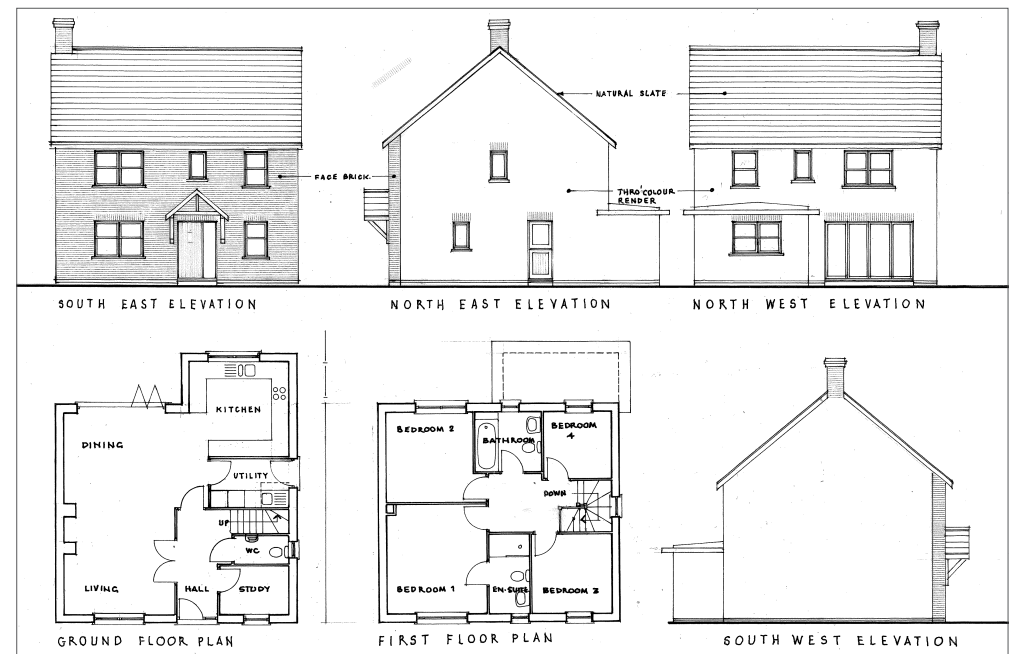 NATURAL SLATE
FACE BRICK
THRO' COLOUR
RENDER
SOUTH EAST ELEVATION
NORTH EAST ELEVATION
NORTH WEST ELEVATION
KITCHEN
DINING
UTILITY
UP
WC
LIVING
HALL
STUDY
GROUND FLOOR PLAN
BEDROOM 2
BATHROOM
BEDROOM
4
DOWN
BEDROOM 1
EN-SUITE
BEDROOM 3
FIRST FLOOR PLAN
SOUTH WEST ELEVATION